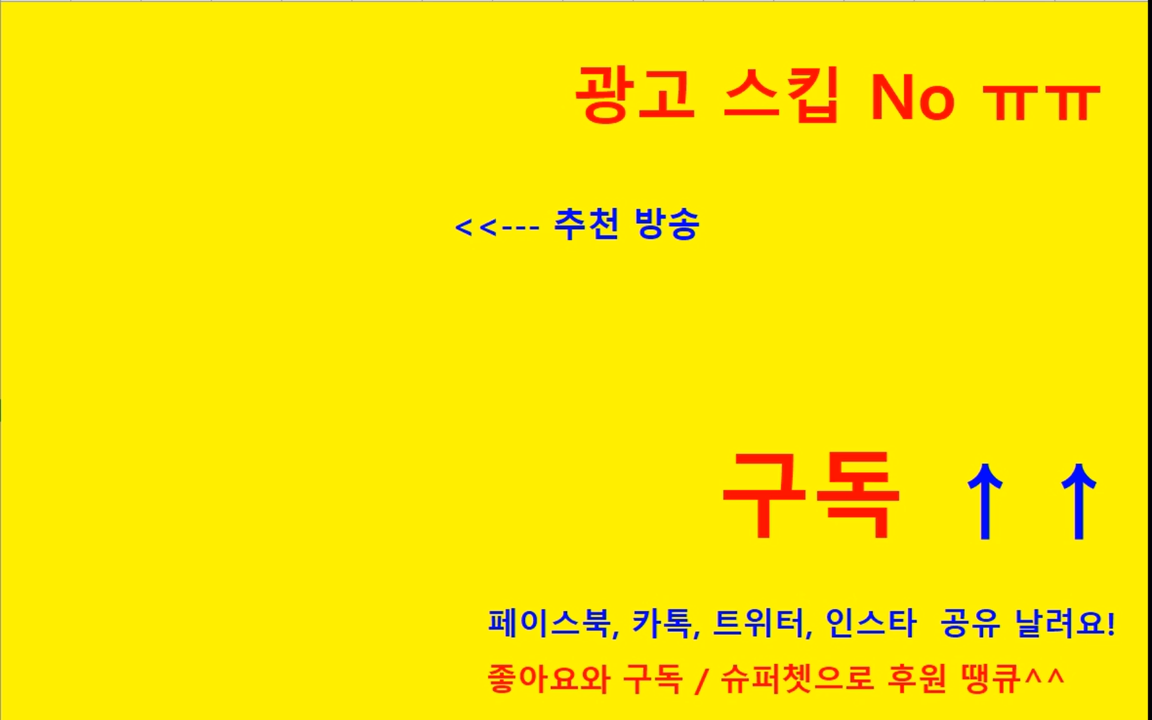 광고 스킵 No ㅠㅠ
<<--- 추천 방송
구독 ↑ ↑
페이스북, 카톡, 트위터, 인스타 공유 날려요!
좋아요와 구독 / 슈퍼쳇으로 후원 땡큐^^